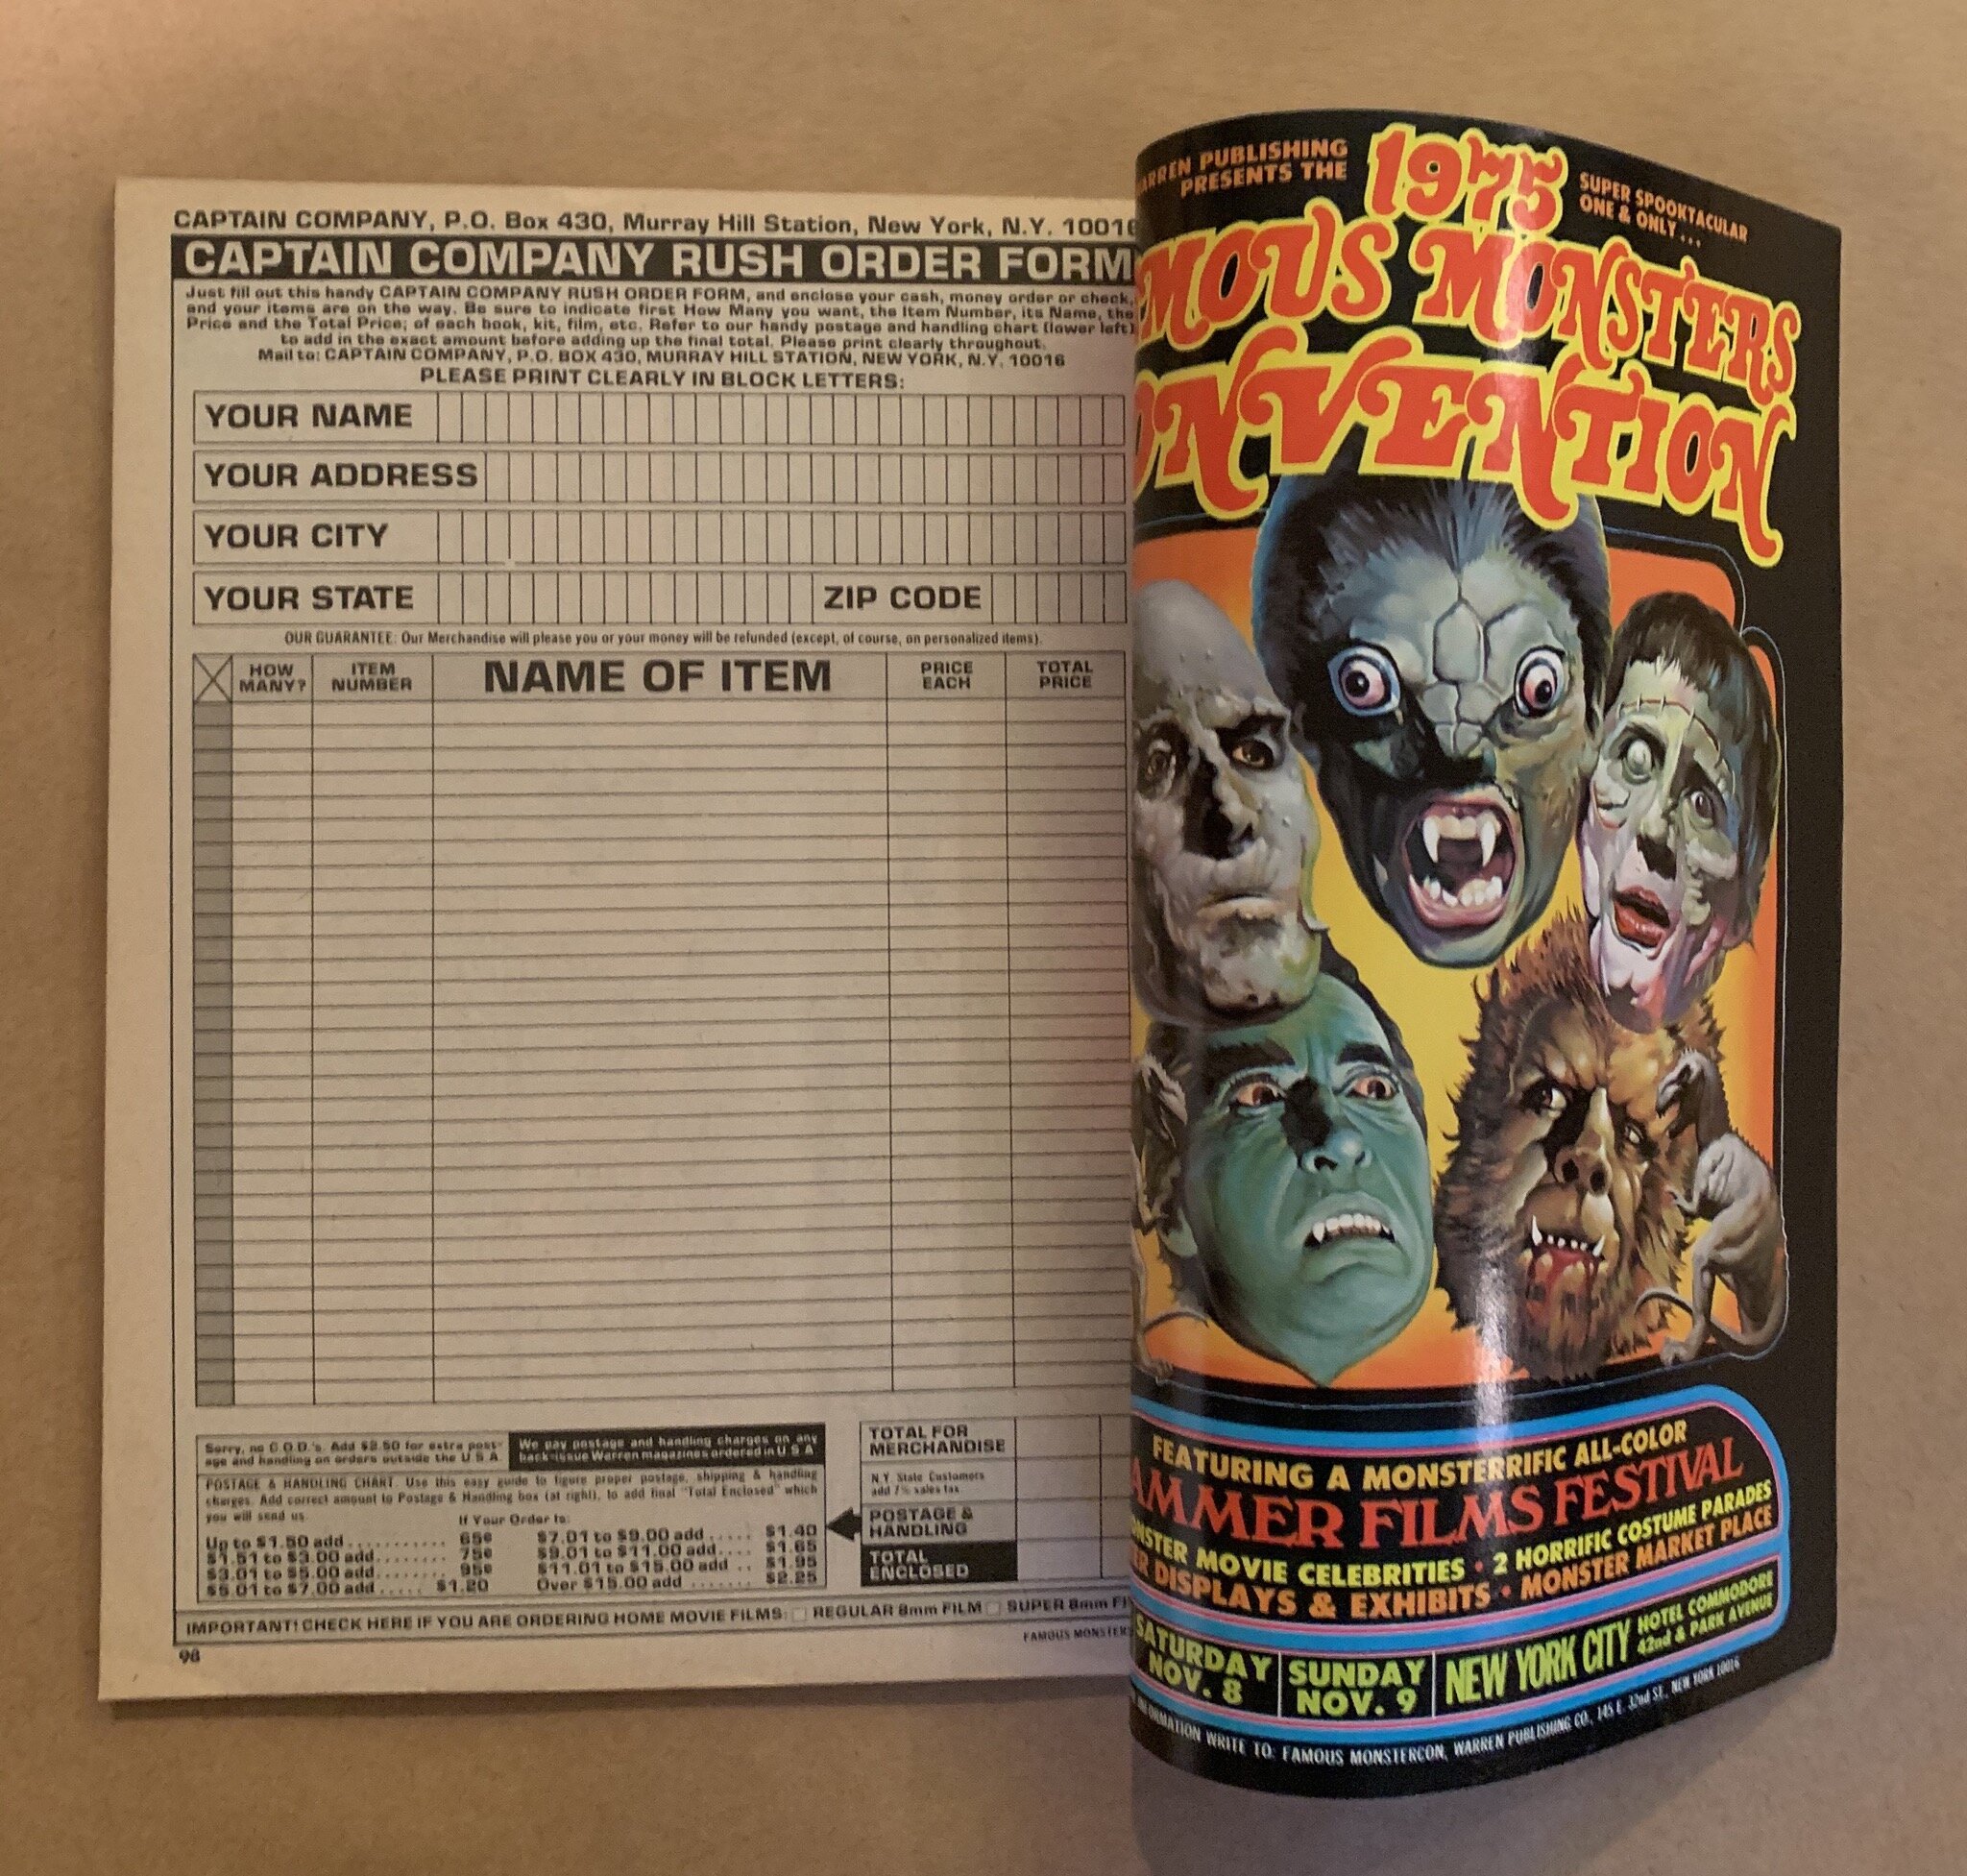 CAPTAIN COMPANY, P.O. Box 430, Murray Hill Station, New York, N.Y. 10016
CAPTAIN COMPANY RUSH ORDER FORM
Just fill out this handy CAPTAIN COMPANY RUSH ORDER FORM, and enclose your cash, money order or check,
and your items are on the way. Be sure to indicate first How Many you want, the Item Number, its Name, the
Price and the Total Price; of each book, kit, film, etc. Refer to our handy postage and handling chart (lower left)
to add in the exact amount before adding up the final total. Please print clearly throughout.
Mail to: CAPTAIN COMPANY, P.O. BOX 430, MURRAY HILL STATION, NEW YORK, N.Y. 10016
PLEASE PRINT CLEARLY IN BLOCK LETTERS:
YOUR NAME
YOUR ADDRESS
YOUR CITY
YOUR STATE ZIP CODE
OUR GUARANTEE: Our Merchandise will please you or your money will be refunded (except, of course, on personalized items).
HOW MANY? ITEM NUMBER NAME OF ITEM PRICE EACH TOTAL PRICE
Sorry, no C.O.D.'s. Add $2.50 for extra post-
age and handling on orders outside the U S A.
We pay postage and handling charges on any
back-issue Warren magazines ordered in U S A
POSTAGE & HANDLING CHART. Use this easy guide to figure proper postage, shipping & handling
charges. Add correct amount to Postage & Handling box (at right), to add final "Total Enclosed" which
you will send us.
If Your Order Is:
Up to $1.50 add ........... 65¢
$1.51 to $3.00 add ......... 75¢
$3.01 to $5.00 add ......... 95¢
$5.01 to $7.00 add ..... $1.20
$7.01 to $9.00 add ..... $1.40
$9.01 to $11.00 add .... $1.65
$11.01 to $15.00 add .. $1.95
Over $15.00 add ....... $2.25
TOTAL FOR
MERCHANDISE
N.Y. State Customers
add 7% sales tax
POSTAGE &
HANDLING
TOTAL
ENCLOSED
IMPORTANT! CHECK HERE IF YOU ARE ORDERING HOME MOVIE FILMS: REGULAR 8mm FILM SUPER 8mm FI
98
FAMOUS MONSTERS
ARREN PUBLISHING
PRESENTS THE
1975
SUPER SPOOKTACULAR
ONE & ONLY...
MOUS MONSTERS
ONVENTION
FEATURING A MONSTERRIFIC ALL-COLOR
AMMER FILMS FESTIVAL
ONSTER MOVIE CELEBRITIES • 2 HORRIFIC COSTUME PARADES
ER DISPLAYS & EXHIBITS • MONSTER MARKET PLACE
SATURDAY
NOV. 8
SUNDAY
NOV. 9
NEW YORK CITY
HOTEL COMMODORE
42nd & PARK AVENUE
ORMATION WRITE TO: FAMOUS MONSTERCON, WARREN PUBLISHING CO., 145 E. 32nd ST., NEW YORK 10016